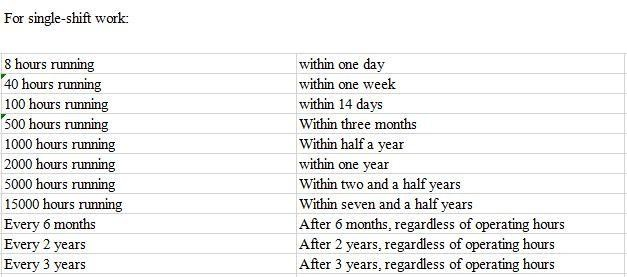 For single-shift work:
8 hours running within one day
40 hours running within one week
100 hours running within 14 days
500 hours running Within three months
1000 hours running Within half a year
2000 hours running within one year
5000 hours running Within two and a half years
15000 hours running Within seven and a half years
Every 6 months After 6 months, regardless of operating hours
Every 2 years After 2 years, regardless of operating hours
Every 3 years After 3 years, regardless of operating hours